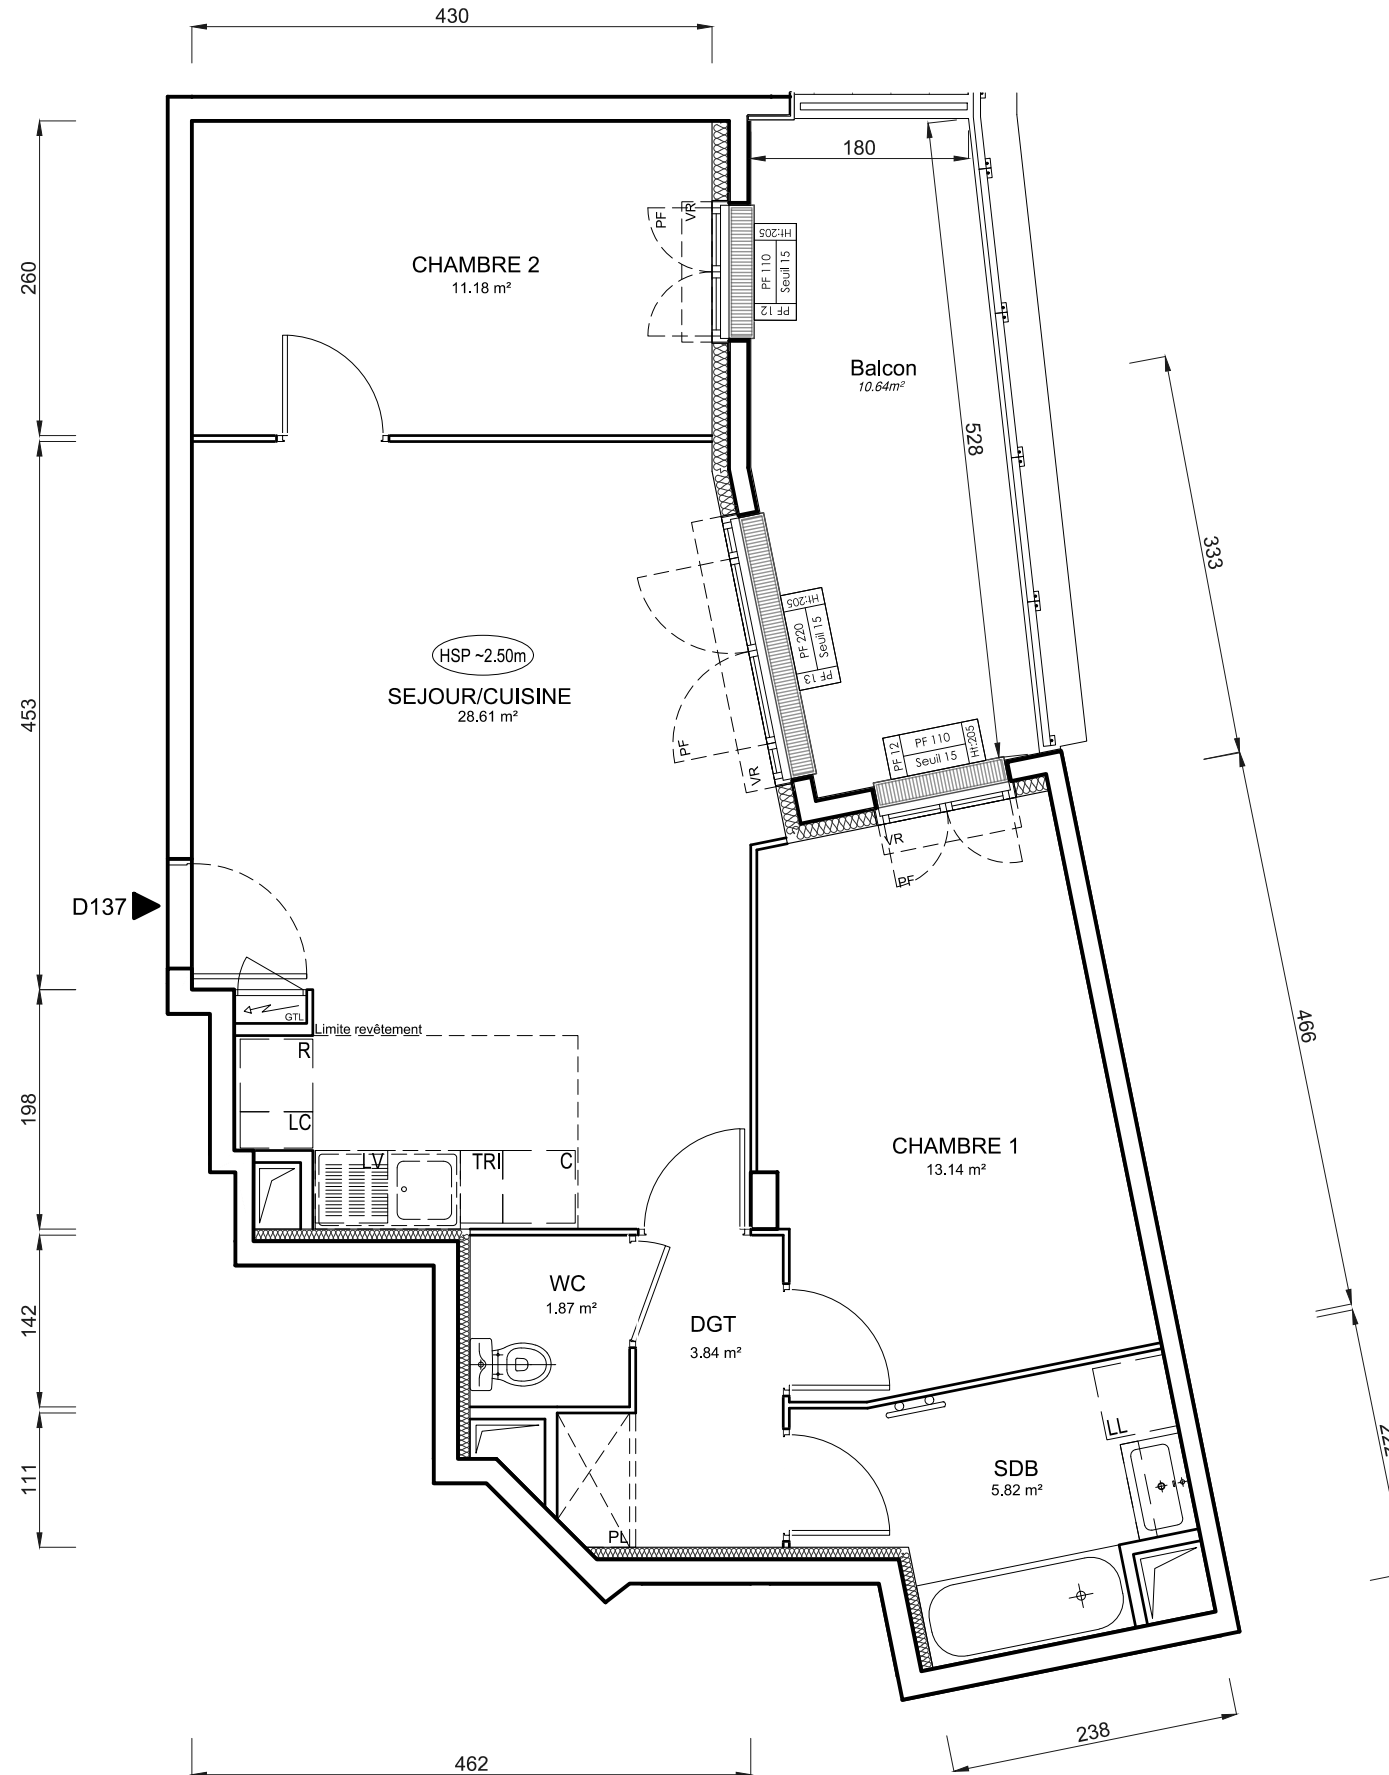 430
180
260
CHAMBRE 2
11.18 m²
PF
VR
Ht:205
PF 110
Seuil 15
PF 12
Balcon
10.64m²
528
333
453
HSP ~2.50m
SEJOUR/CUISINE
28.61 m²
Ht:205
PF 220
Seuil 15
PF 13
PF
VR
PF 12
PF 110
Seuil 15
Ht:205
VR
PF
D137
GTL
Limite revêtement
R
LC
198
466
LV
TRI
C
CHAMBRE 1
13.14 m²
WC
1.87 m²
142
DGT
3.84 m²
LL
111
SDB
5.82 m²
PL
238
462